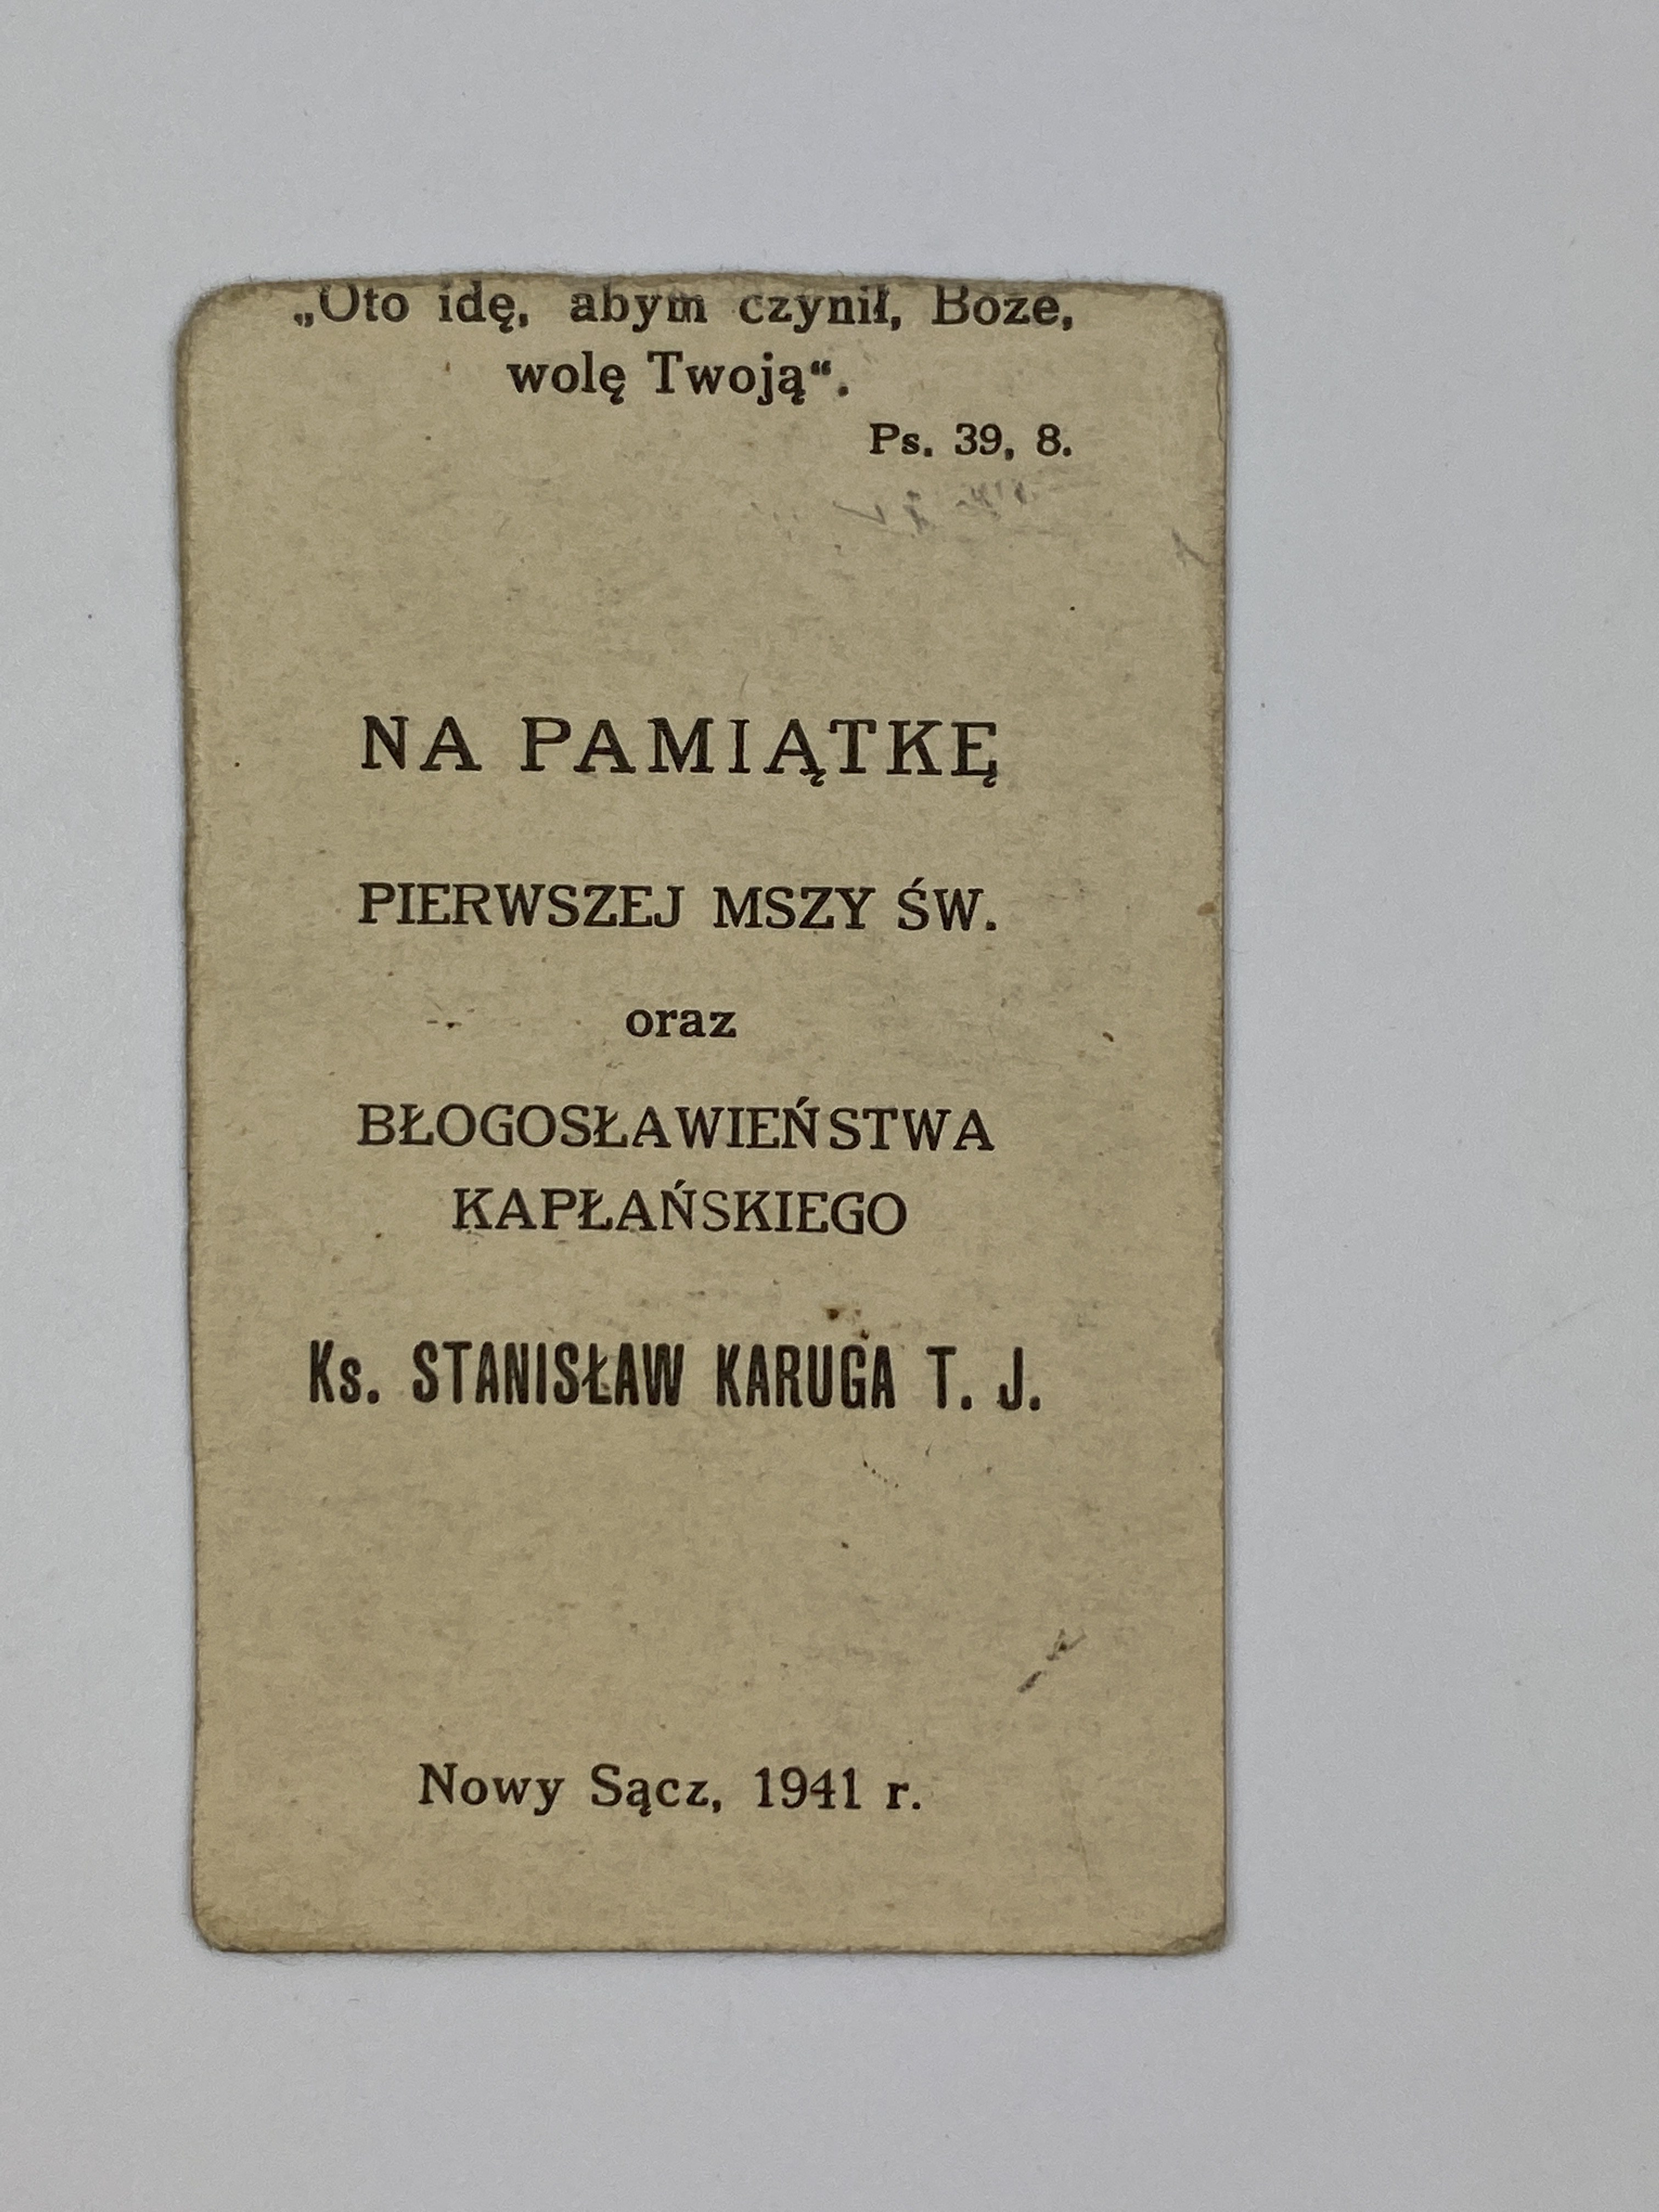 „Oto idę, abym czynił, Boże,
wolę Twoją“.
Ps. 39, 8.
NA PAMIĄTKĘ
PIERWSZEJ MSZY ŚW.
oraz
BŁOGOSŁAWIEŃSTWA
KAPŁAŃSKIEGO
Ks. STANISŁAW KARUGA T. J.
Nowy Sącz, 1941 r.